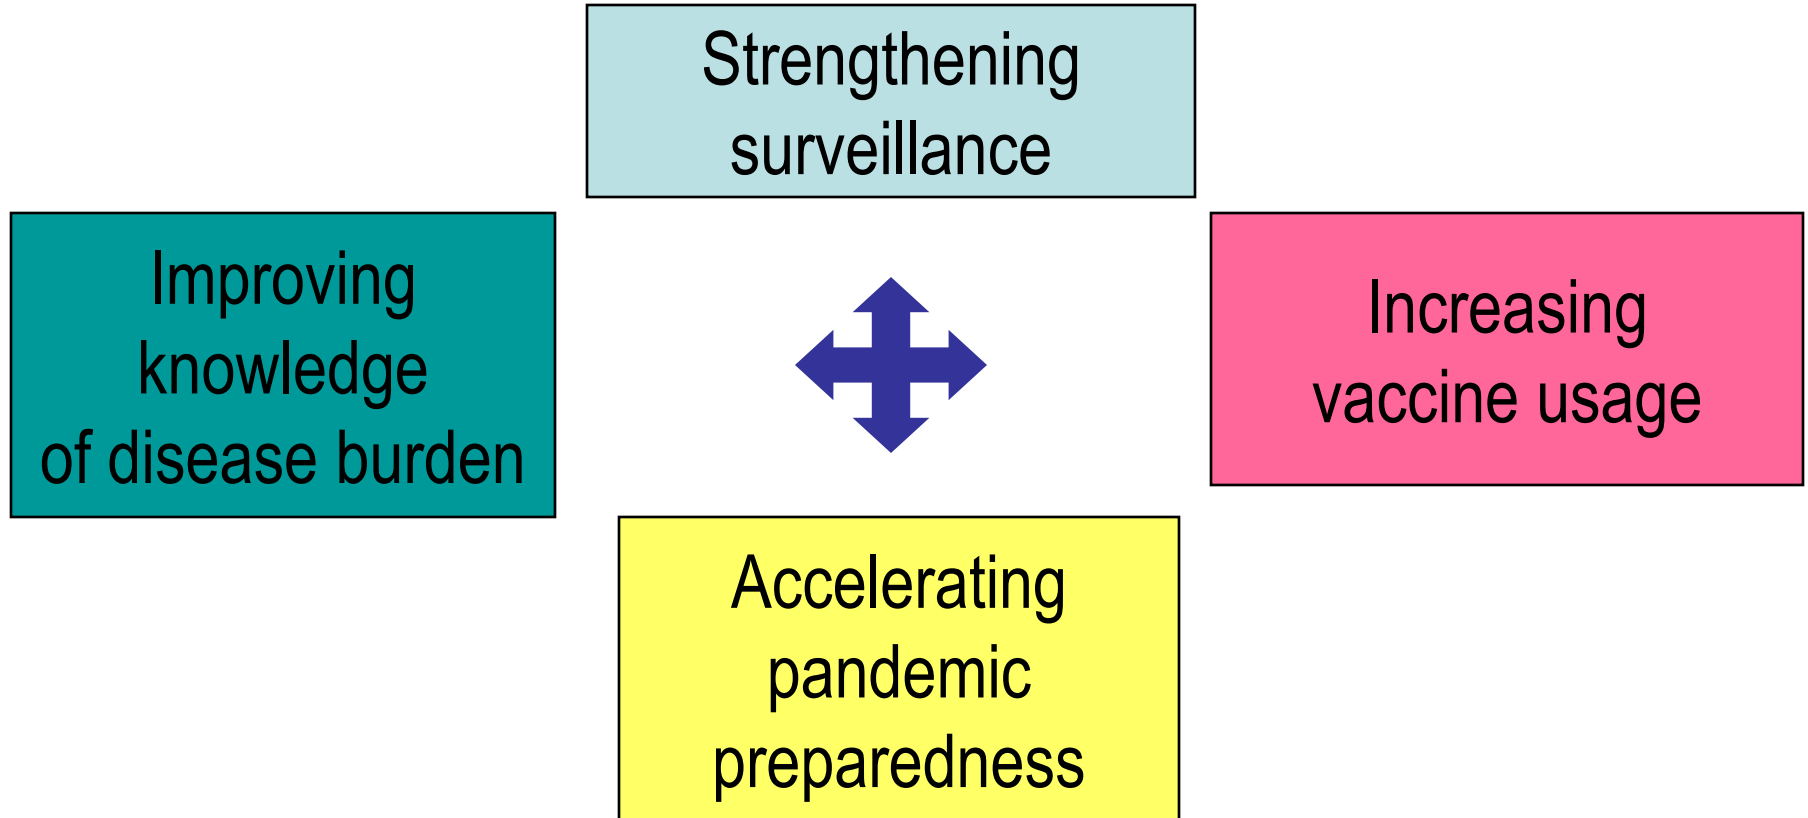 Strengthening
surveillance
Improving
knowledge
of disease burden
Increasing
vaccine usage
Accelerating
pandemic
preparedness